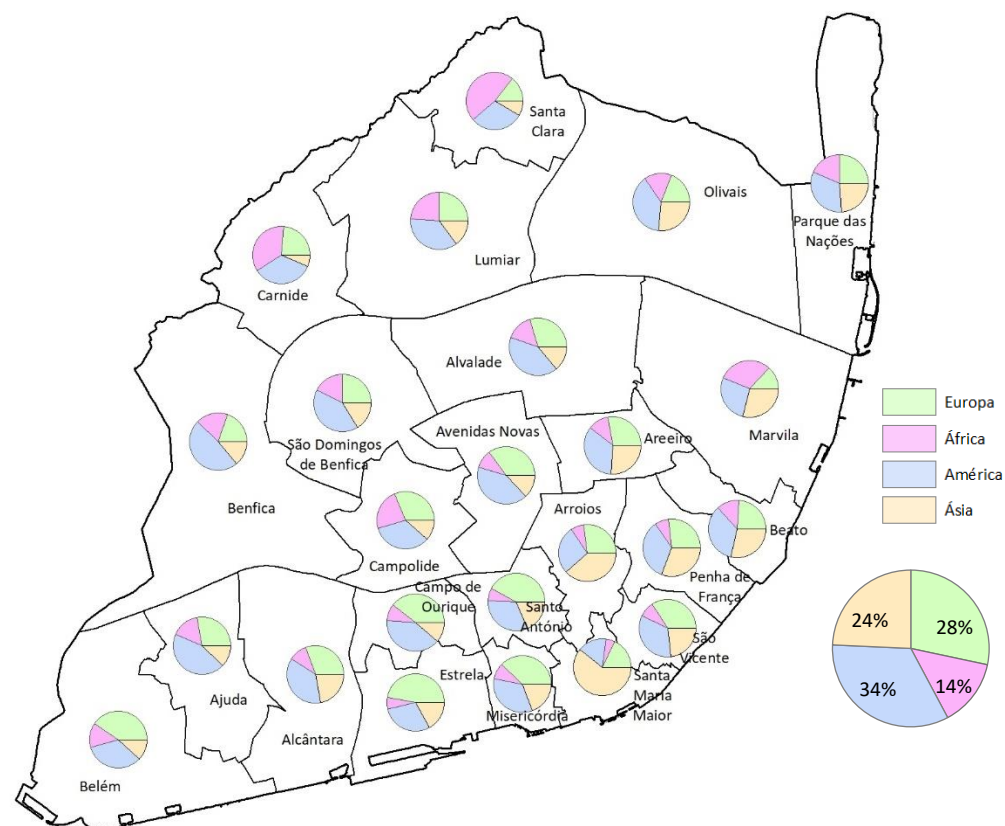 Santa
Clara
Olivais
Parque das
Nações
Lumiar
Carnide
Alvalade
Europa
África
América
Ásia
Avenidas Novas
Areeiro
Marvila
São Domingos
de Benfica
Benfica
Arroios
Beato
Campolide
Penha de
França
Campo de
Ourique
Santo
António
São
Vicente
28%
24%
14%
34%
Estrela
Santa
Maria
Maior
Ajuda
Misericórdia
Alcântara
Belém